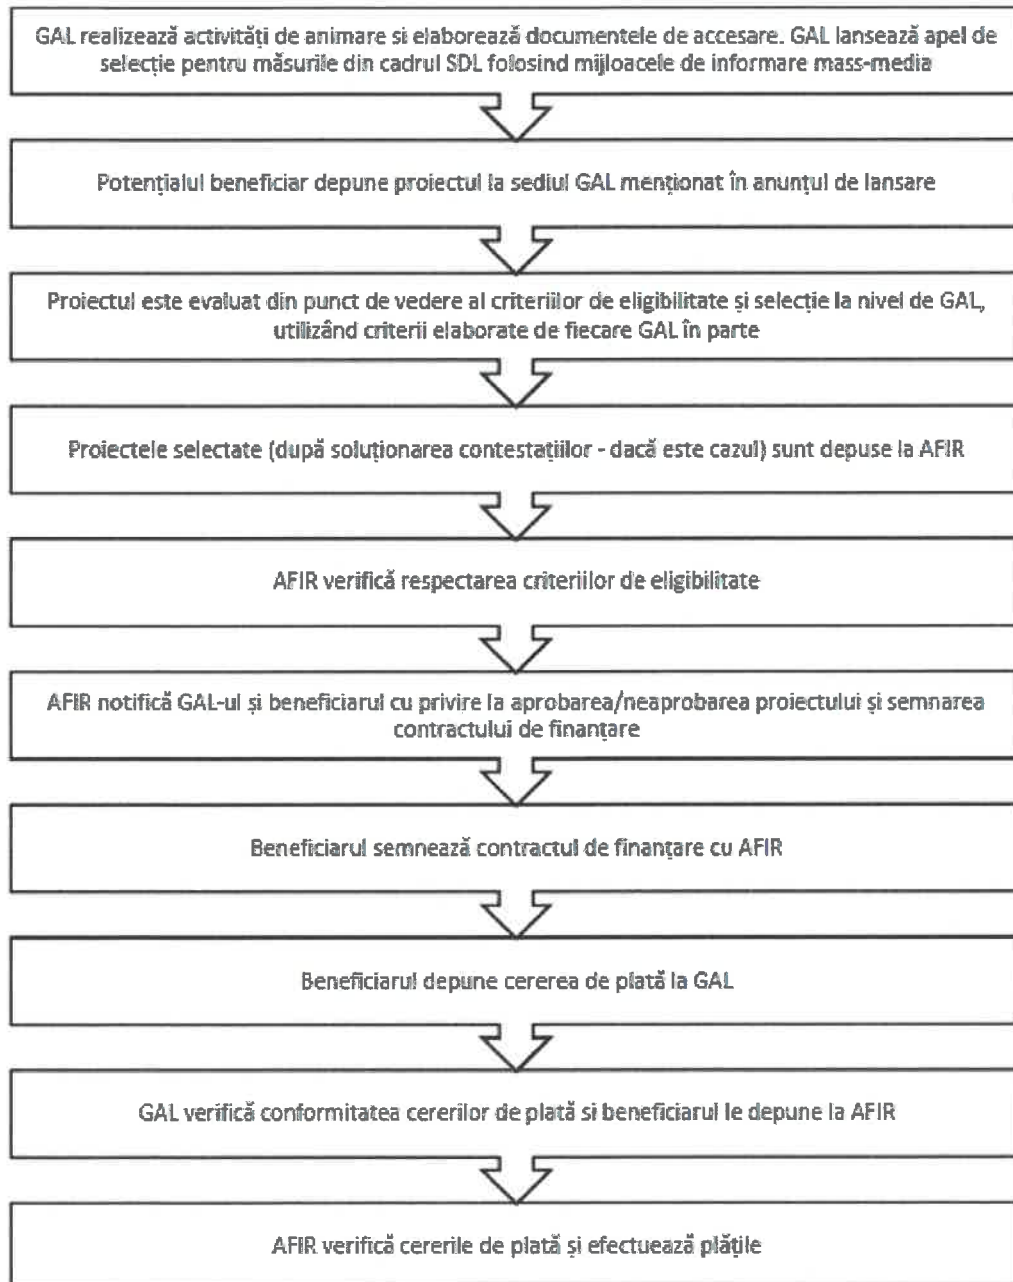 GAL realizează activități de animare si elaborează documentele de accesare. GAL lansează apel de
selecție pentru măsurile din cadrul SDL folosind mijloacele de informare mass-media
Potențialul beneficiar depune proiectul la sediul GAL menționat în anunțul de lansare
Proiectul este evaluat din punct de vedere al criteriilor de eligibilitate și selecție la nivel de GAL,
utilizând criterii elaborate de fiecare GAL în parte
Proiectele selectate (după soluționarea contestațiilor - dacă este cazul) sunt depuse la AFIR
AFIR verifică respectarea criteriilor de eligibilitate
AFIR notifică GAL-ul și beneficiarul cu privire la aprobarea/neaprobarea proiectului și semnarea
contractului de finanțare
Beneficiarul semnează contractul de finanțare cu AFIR
Beneficiarul depune cererea de plată la GAL
GAL verifică conformitatea cererilor de plată si beneficiarul le depune la AFIR
AFIR verifică cererile de plată și efectuează plățile